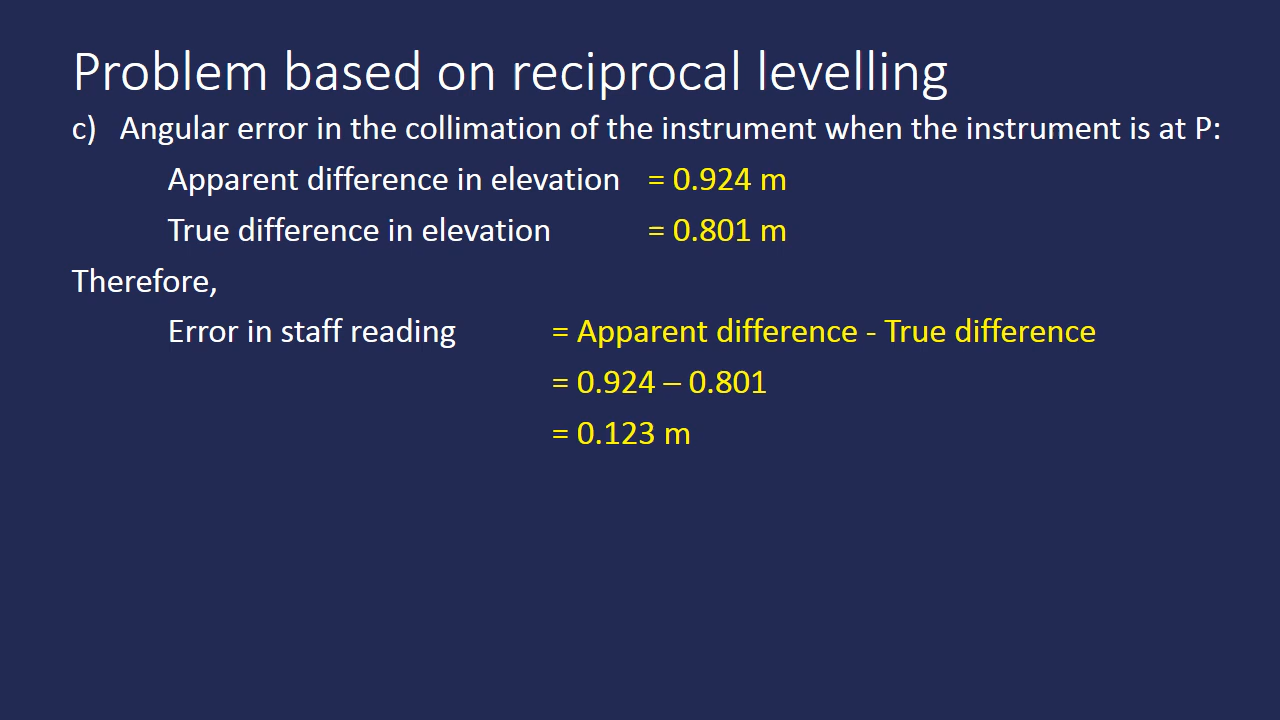 Problem based on reciprocal levelling
c) Angular error in the collimation of the instrument when the instrument is at P:
Apparent difference in elevation = 0.924 m
True difference in elevation = 0.801 m
Therefore,
Error in staff reading = Apparent difference - True difference
= 0.924 – 0.801
= 0.123 m